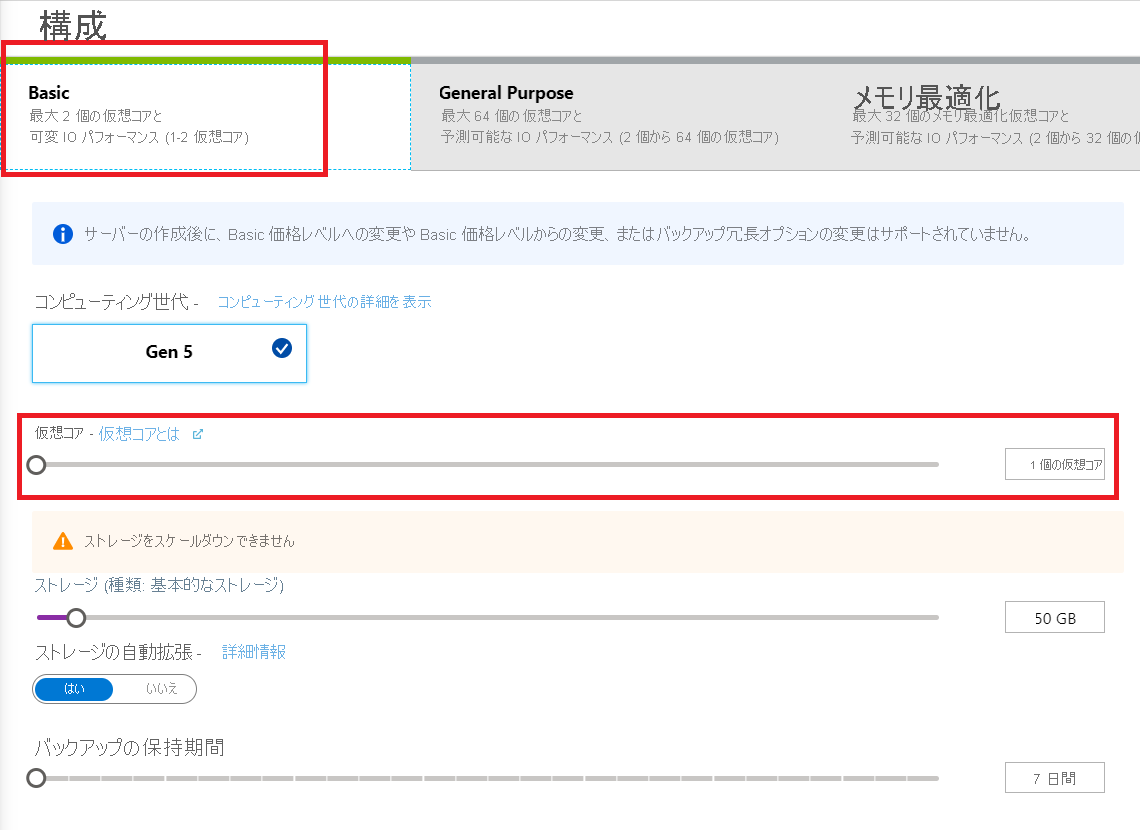 構成
Basic
最大 2 個の仮想コアと
可変 IO パフォーマンス (1-2 仮想コア)
General Purpose
最大 64 個の仮想コアと
予測可能な IO パフォーマンス (2 個から 64 個の仮想コア)
メモリ最適化
最大 32 個のメモリ最適化仮想コアと
予測可能な IO パフォーマンス (2 個から 32 個の仮
サーバーの作成後に、Basic 価格レベルへの変更や Basic 価格レベルからの変更、またはバックアップ冗長オプションの変更はサポートされていません。
コンピューティング世代 - コンピューティング世代の詳細を表示
Gen 5
仮想コア - 仮想コアとは
1 個の仮想コア
ストレージをスケールダウンできません
ストレージ (種類: 基本的なストレージ)
50 GB
ストレージの自動拡張 - 詳細情報
はい いいえ
バックアップの保持期間
7 日間